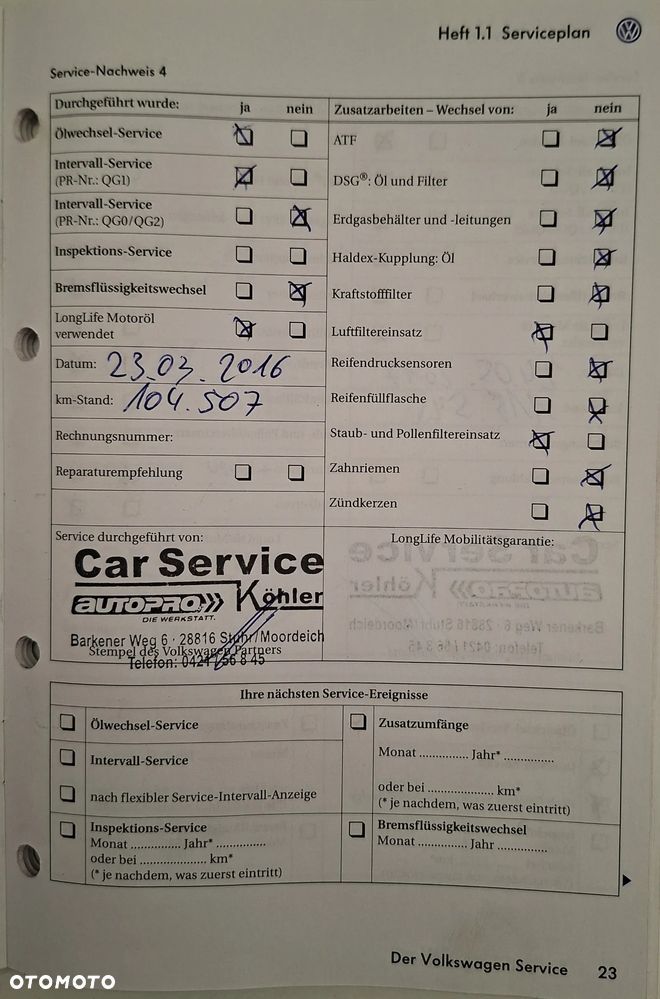 Heft 1.1 Serviceplan
Service-Nachweis 4
Durchgeführt wurde: ja nein
Ölwechsel-Service
Intervall-Service
(PR-Nr.: QG1)
Intervall-Service
(PR-Nr.: QG0/QG2)
Inspektions-Service
Bremsflüssigkeitswechsel
LongLife Motoröl
verwendet
Datum: 23.03.2016
km-Stand: 104.507
Rechnungsnummer:
Reparaturempfehlung
Zusatzarbeiten – Wechsel von: ja nein
ATF
DSG®: Öl und Filter
Erdgasbehälter und -leitungen
Haldex-Kupplung: Öl
Kraftstofffilter
Luftfiltereinsatz
Reifendrucksensoren
Reifenfüllflasche
Staub- und Pollenfiltereinsatz
Zahnriemen
Zündkerzen
Service durchgeführt von:
Car Service
AUTOPRO Köhler
DIE WERKSTATT.
Barkener Weg 6 · 28816 Stuhr/Moordeich
Stempel des Volkswagen Partners
Telefon: 0421/56 8 45
LongLife Mobilitätsgarantie:
Ihre nächsten Service-Ereignisse
Ölwechsel-Service
Intervall-Service
nach flexibler Service-Intervall-Anzeige
Inspektions-Service
Monat ............... Jahr* ...............
oder bei .................... km*
(* je nachdem, was zuerst eintritt)
Zusatzumfänge
Monat ............... Jahr* ...............
oder bei .................... km*
(* je nachdem, was zuerst eintritt)
Bremsflüssigkeitswechsel
Monat ............... Jahr ...............
Der Volkswagen Service 23
OTOMOTO